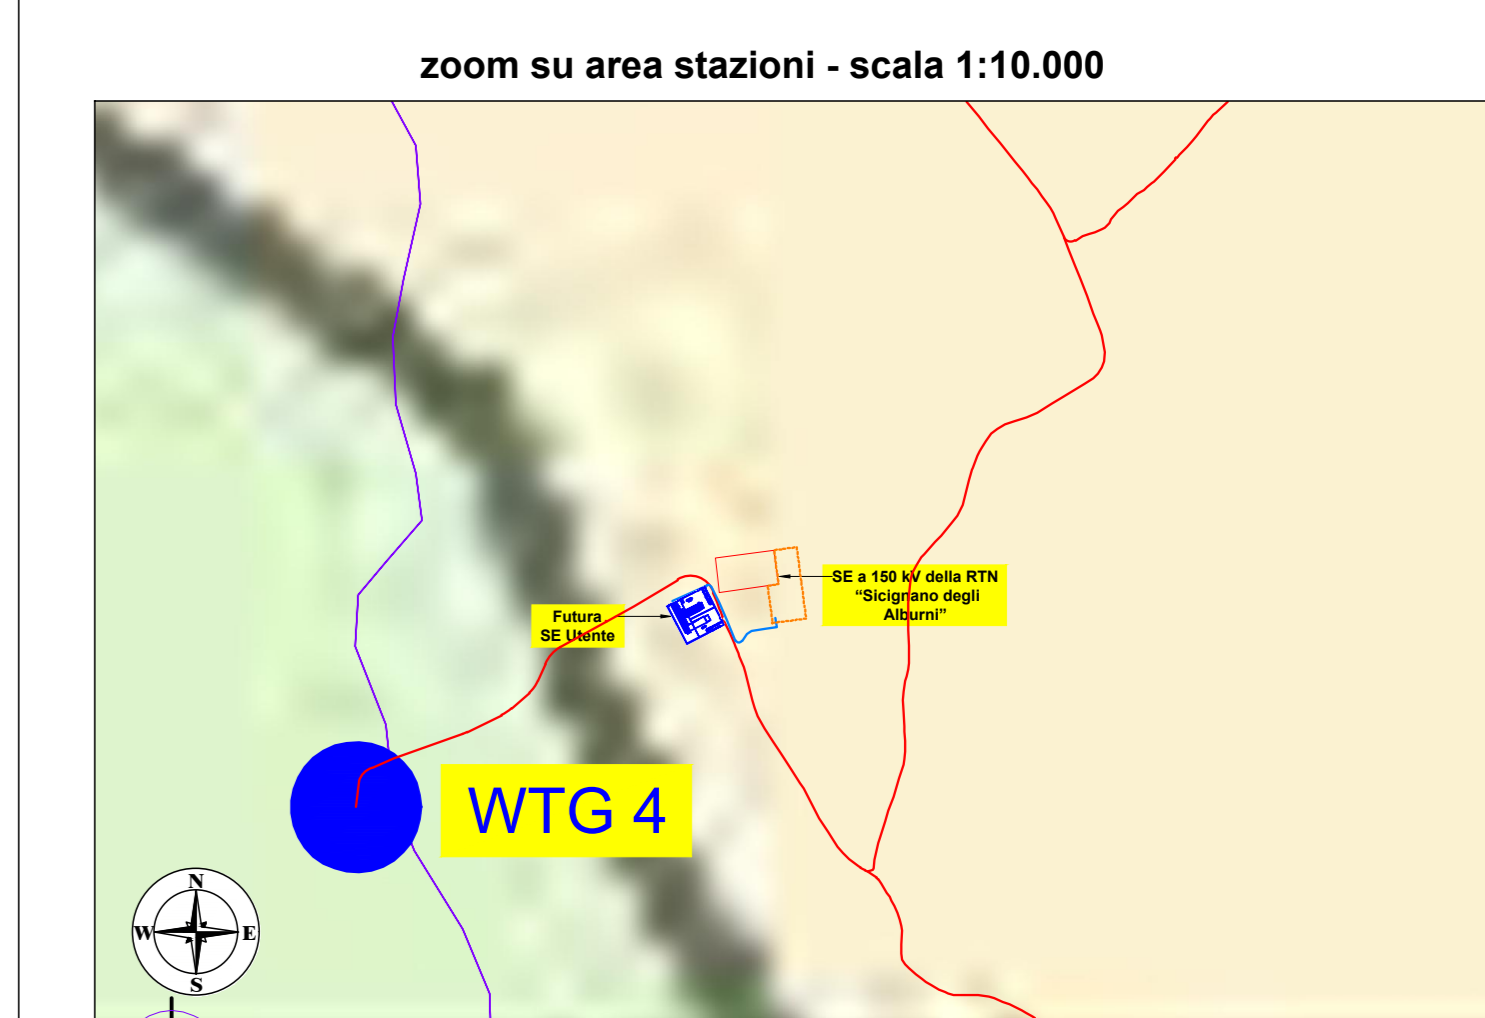 zoom su area stazioni - scala 1:10.000
SE a 150 kV della RTN
“Sicignano degli
Alburni”
Futura
SE Utente
WTG 4
N
W E
S